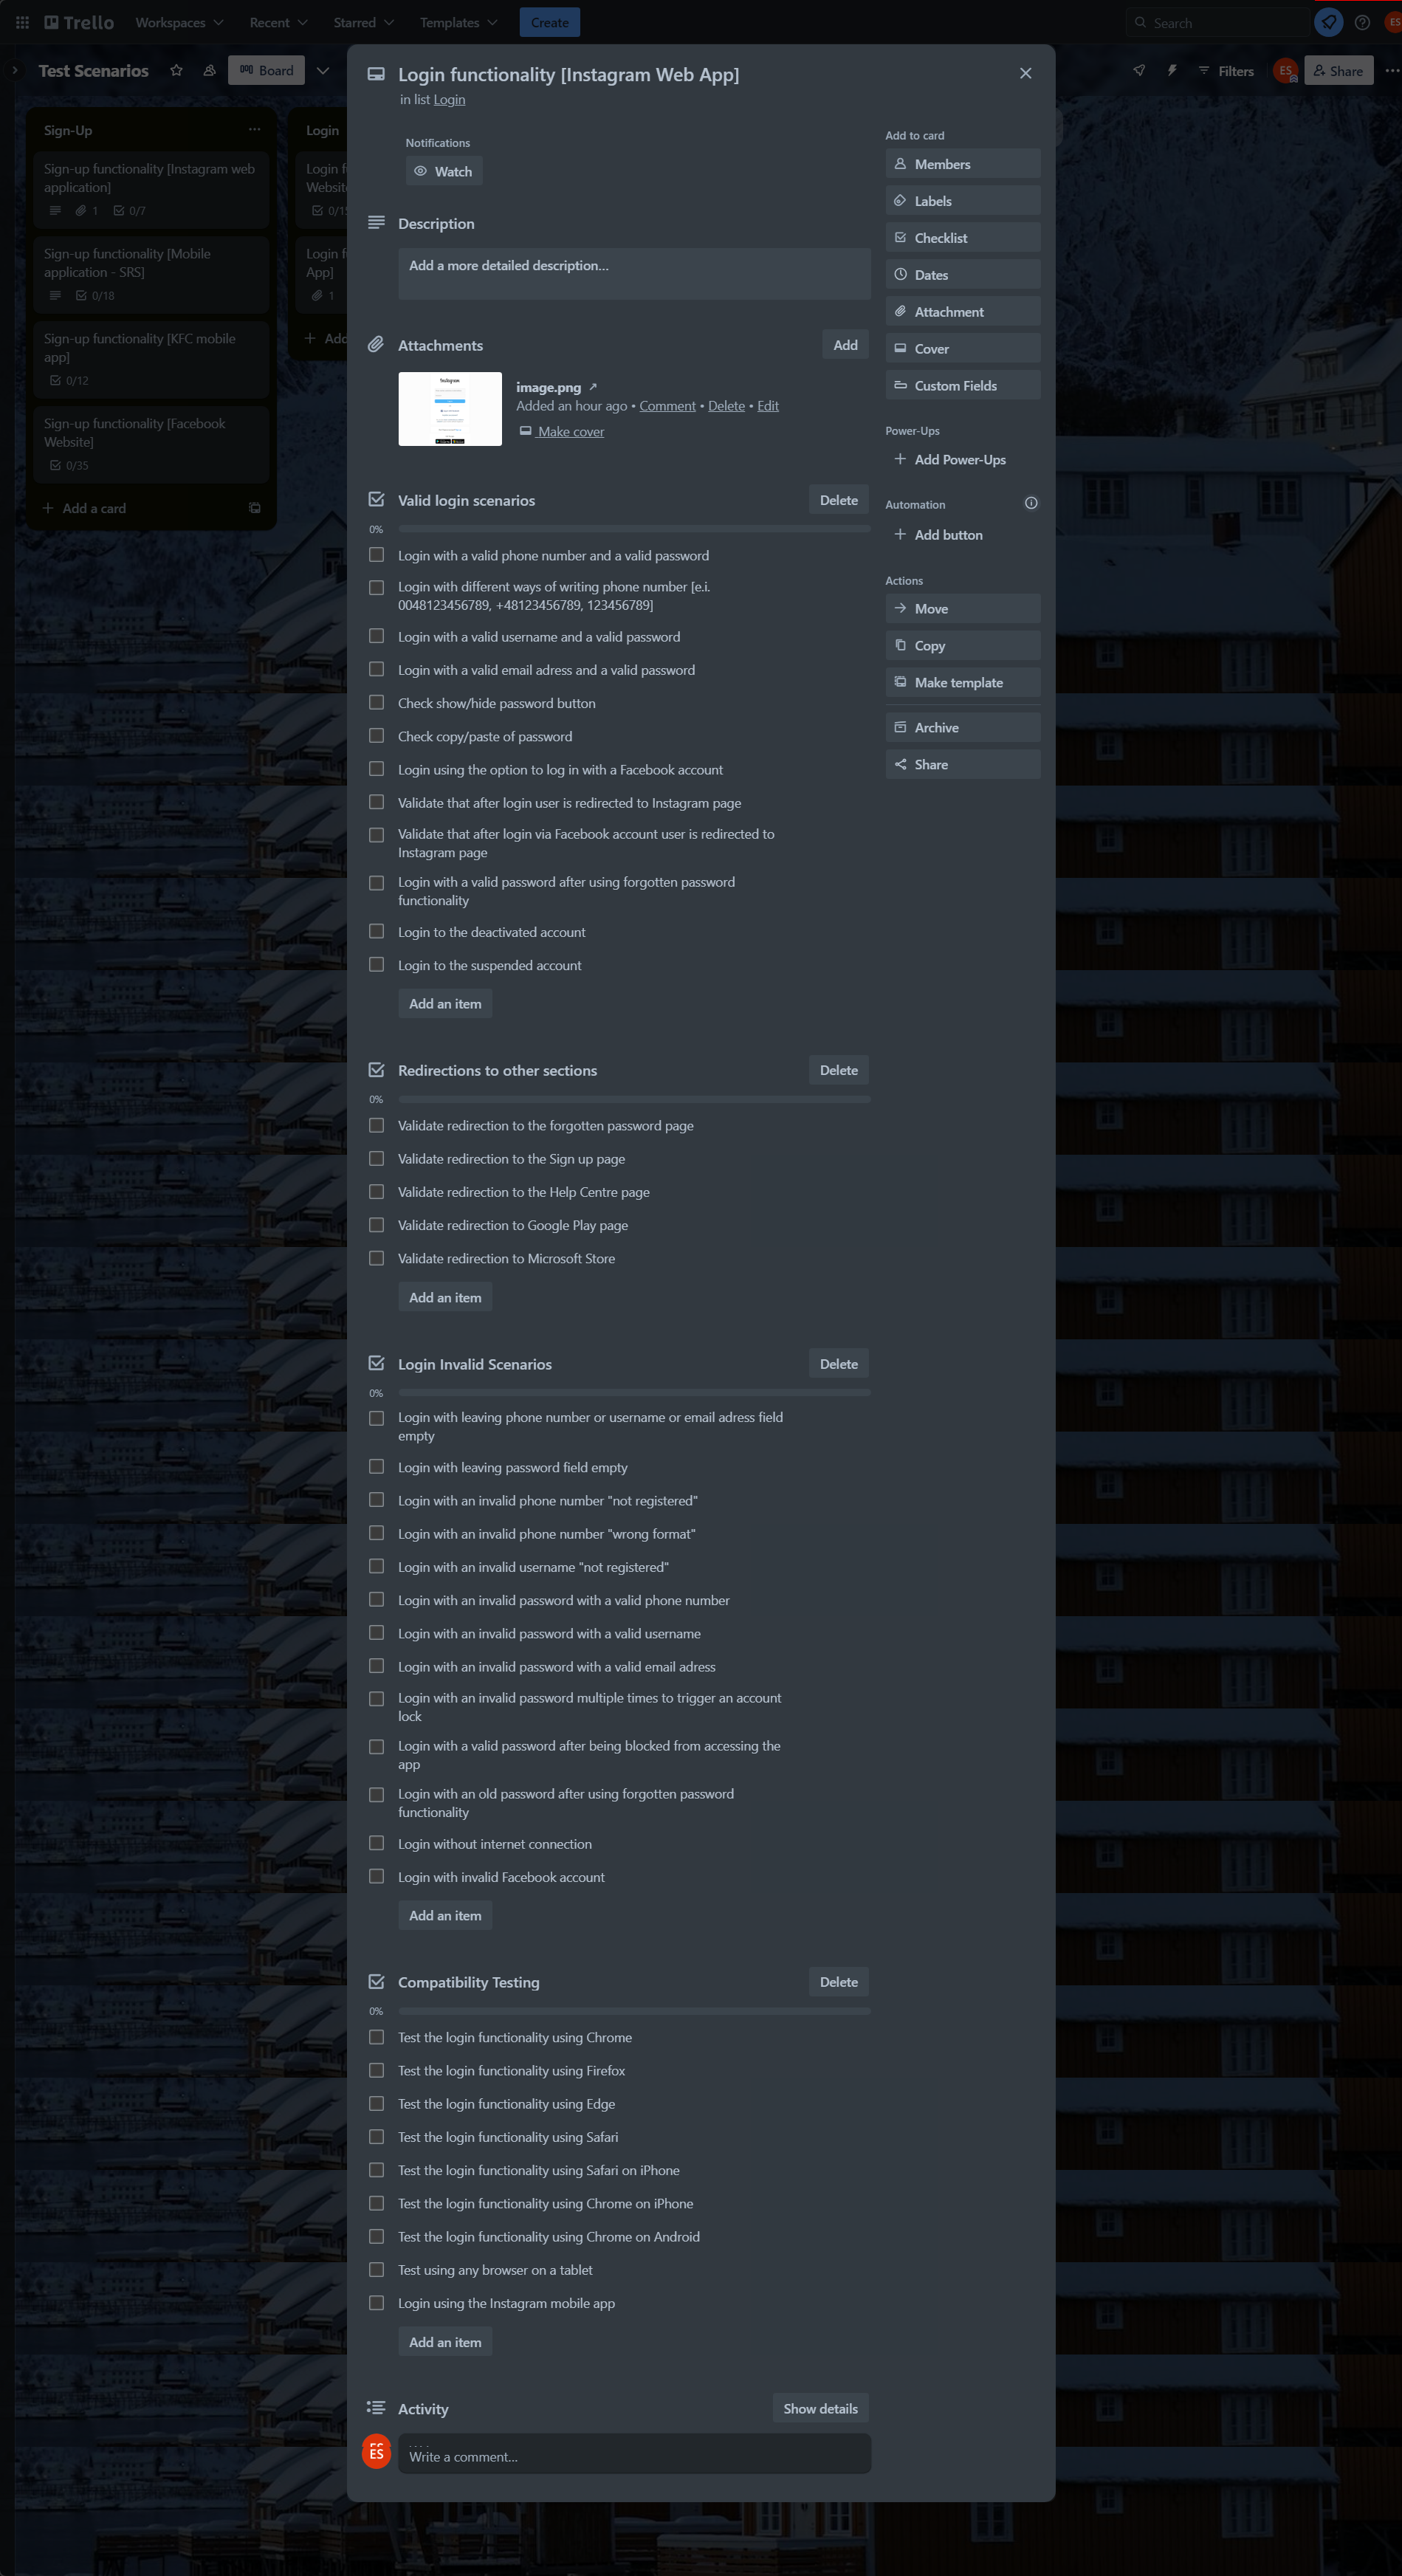 Trello
Workspaces
Recent
Starred
Templates
Create
Search
ES
Test Scenarios
Board
Filters
ES
Share
Sign-Up
Sign-up functionality [Instagram web
application]
1
0/7
Sign-up functionality [Mobile
application - SRS]
0/18
Sign-up functionality [KFC mobile
app]
0/12
Sign-up functionality [Facebook
Website]
0/35
Add a card
Login
Login f
Website
0/15
Login f
App]
1
Add
Login functionality [Instagram Web App]
in list Login
Notifications
Watch
Description
Add a more detailed description…
Attachments
Add
Instagram
image.png
Added an hour ago • Comment • Delete • Edit
Make cover
Valid login scenarios
Delete
0%
Login with a valid phone number and a valid password
Login with different ways of writing phone number [e.i.
0048123456789, +48123456789, 123456789]
Login with a valid username and a valid password
Login with a valid email adress and a valid password
Check show/hide password button
Check copy/paste of password
Login using the option to log in with a Facebook account
Validate that after login user is redirected to Instagram page
Validate that after login via Facebook account user is redirected to
Instagram page
Login with a valid password after using forgotten password
functionality
Login to the deactivated account
Login to the suspended account
Add an item
Redirections to other sections
Delete
0%
Validate redirection to the forgotten password page
Validate redirection to the Sign up page
Validate redirection to the Help Centre page
Validate redirection to Google Play page
Validate redirection to Microsoft Store
Add an item
Login Invalid Scenarios
Delete
0%
Login with leaving phone number or username or email adress field
empty
Login with leaving password field empty
Login with an invalid phone number "not registered"
Login with an invalid phone number "wrong format"
Login with an invalid username "not registered"
Login with an invalid password with a valid phone number
Login with an invalid password with a valid username
Login with an invalid password with a valid email adress
Login with an invalid password multiple times to trigger an account
lock
Login with a valid password after being blocked from accessing the
app
Login with an old password after using forgotten password
functionality
Login without internet connection
Login with invalid Facebook account
Add an item
Compatibility Testing
Delete
0%
Test the login functionality using Chrome
Test the login functionality using Firefox
Test the login functionality using Edge
Test the login functionality using Safari
Test the login functionality using Safari on iPhone
Test the login functionality using Chrome on iPhone
Test the login functionality using Chrome on Android
Test using any browser on a tablet
Login using the Instagram mobile app
Add an item
Activity
Show details
ES
Write a comment…
Add to card
Members
Labels
Checklist
Dates
Attachment
Cover
Custom Fields
Power-Ups
Add Power-Ups
Automation
Add button
Actions
Move
Copy
Make template
Archive
Share